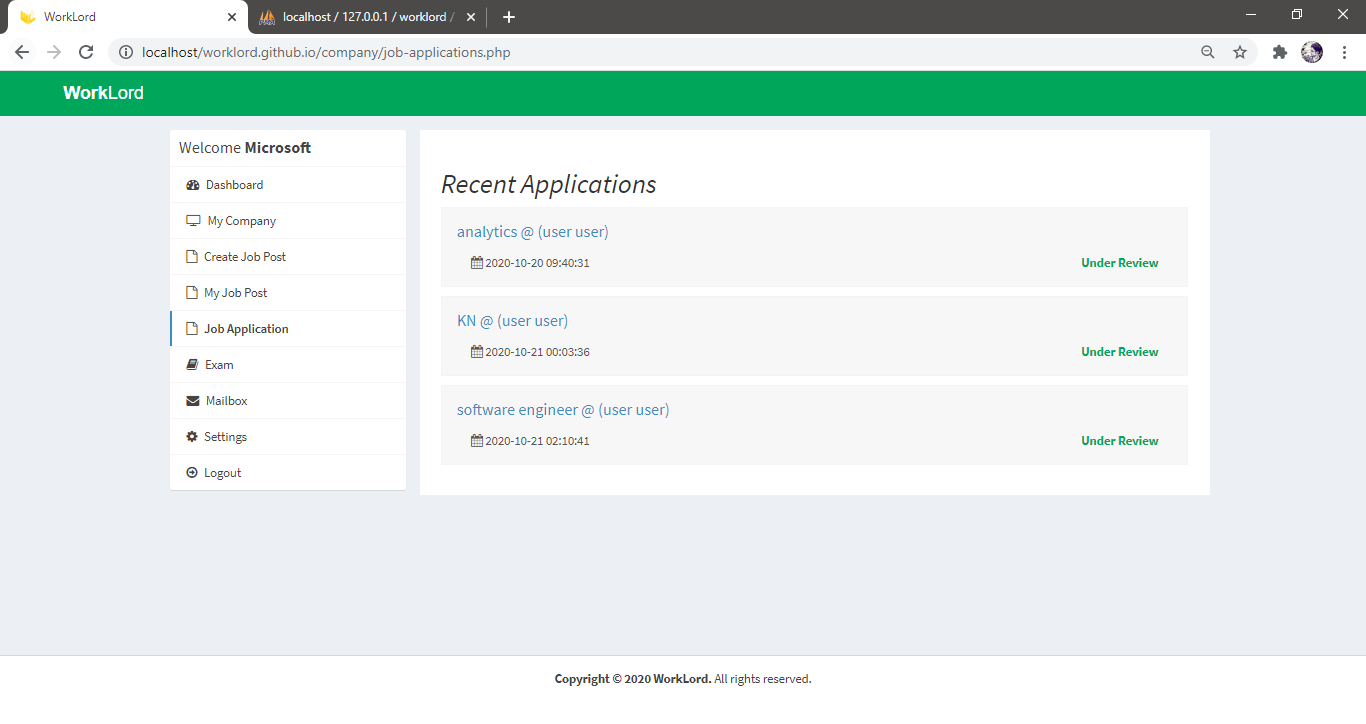 WorkLord
localhost / 127.0.0.1 / worklord /
localhost/worklord.github.io/company/job-applications.php
WorkLord
Welcome Microsoft
Dashboard
My Company
Create Job Post
My Job Post
Job Application
Exam
Mailbox
Settings
Logout
Recent Applications
analytics @ (user user)
2020-10-20 09:40:31
Under Review
KN @ (user user)
2020-10-21 00:03:36
Under Review
software engineer @ (user user)
2020-10-21 02:10:41
Under Review
Copyright © 2020 WorkLord. All rights reserved.